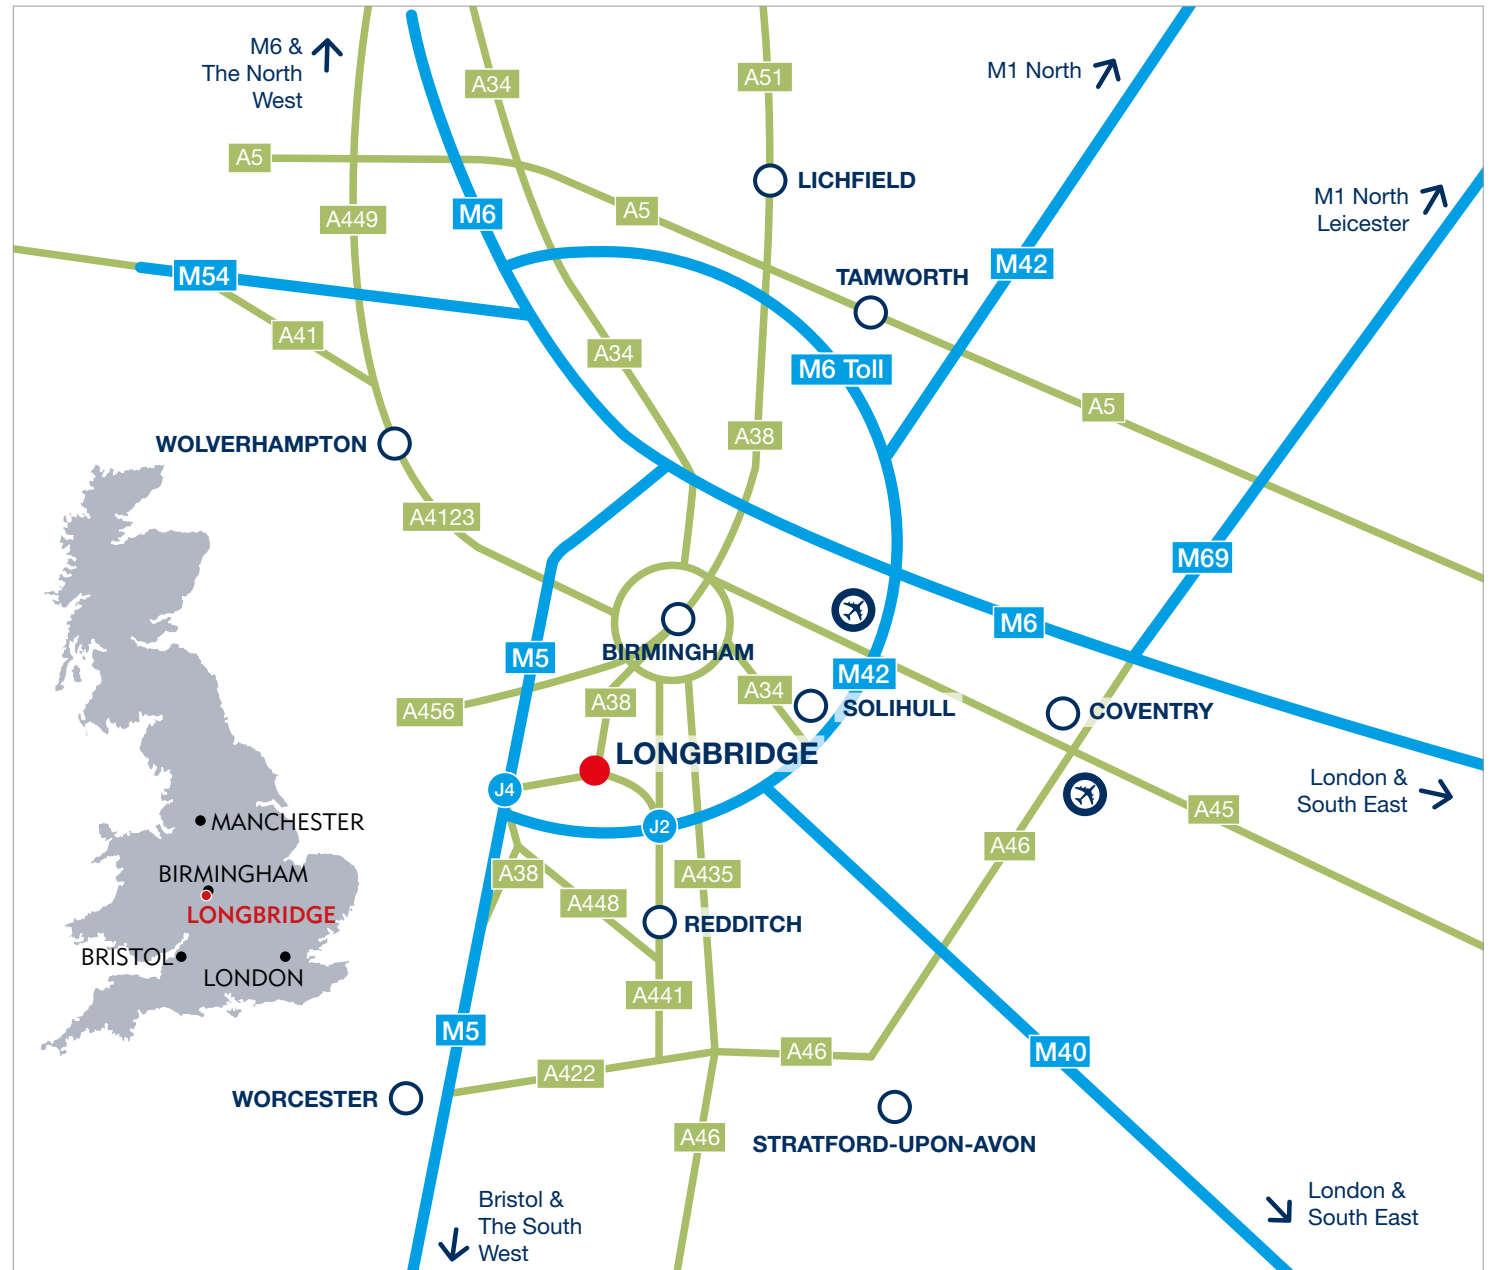 M6 &
The North
West
A34
A51
M1 North
A5
LICHFIELD
M1 North
Leicester
A449
M6
A5
M54
M42
TAMWORTH
A41
A34
M6 Toll
A5
A38
WOLVERHAMPTON
A4123
M69
M6
BIRMINGHAM
M5
M42
A34
A38
A456
SOLIHULL
COVENTRY
LONGBRIDGE
J4
London &
South East
A45
J2
MANCHESTER
A46
BIRMINGHAM
A38
A435
A448
LONGBRIDGE
REDDITCH
BRISTOL
LONDON
A441
M5
A46
M40
A422
WORCESTER
A46
STRATFORD-UPON-AVON
Bristol &
The South
West
London &
South East